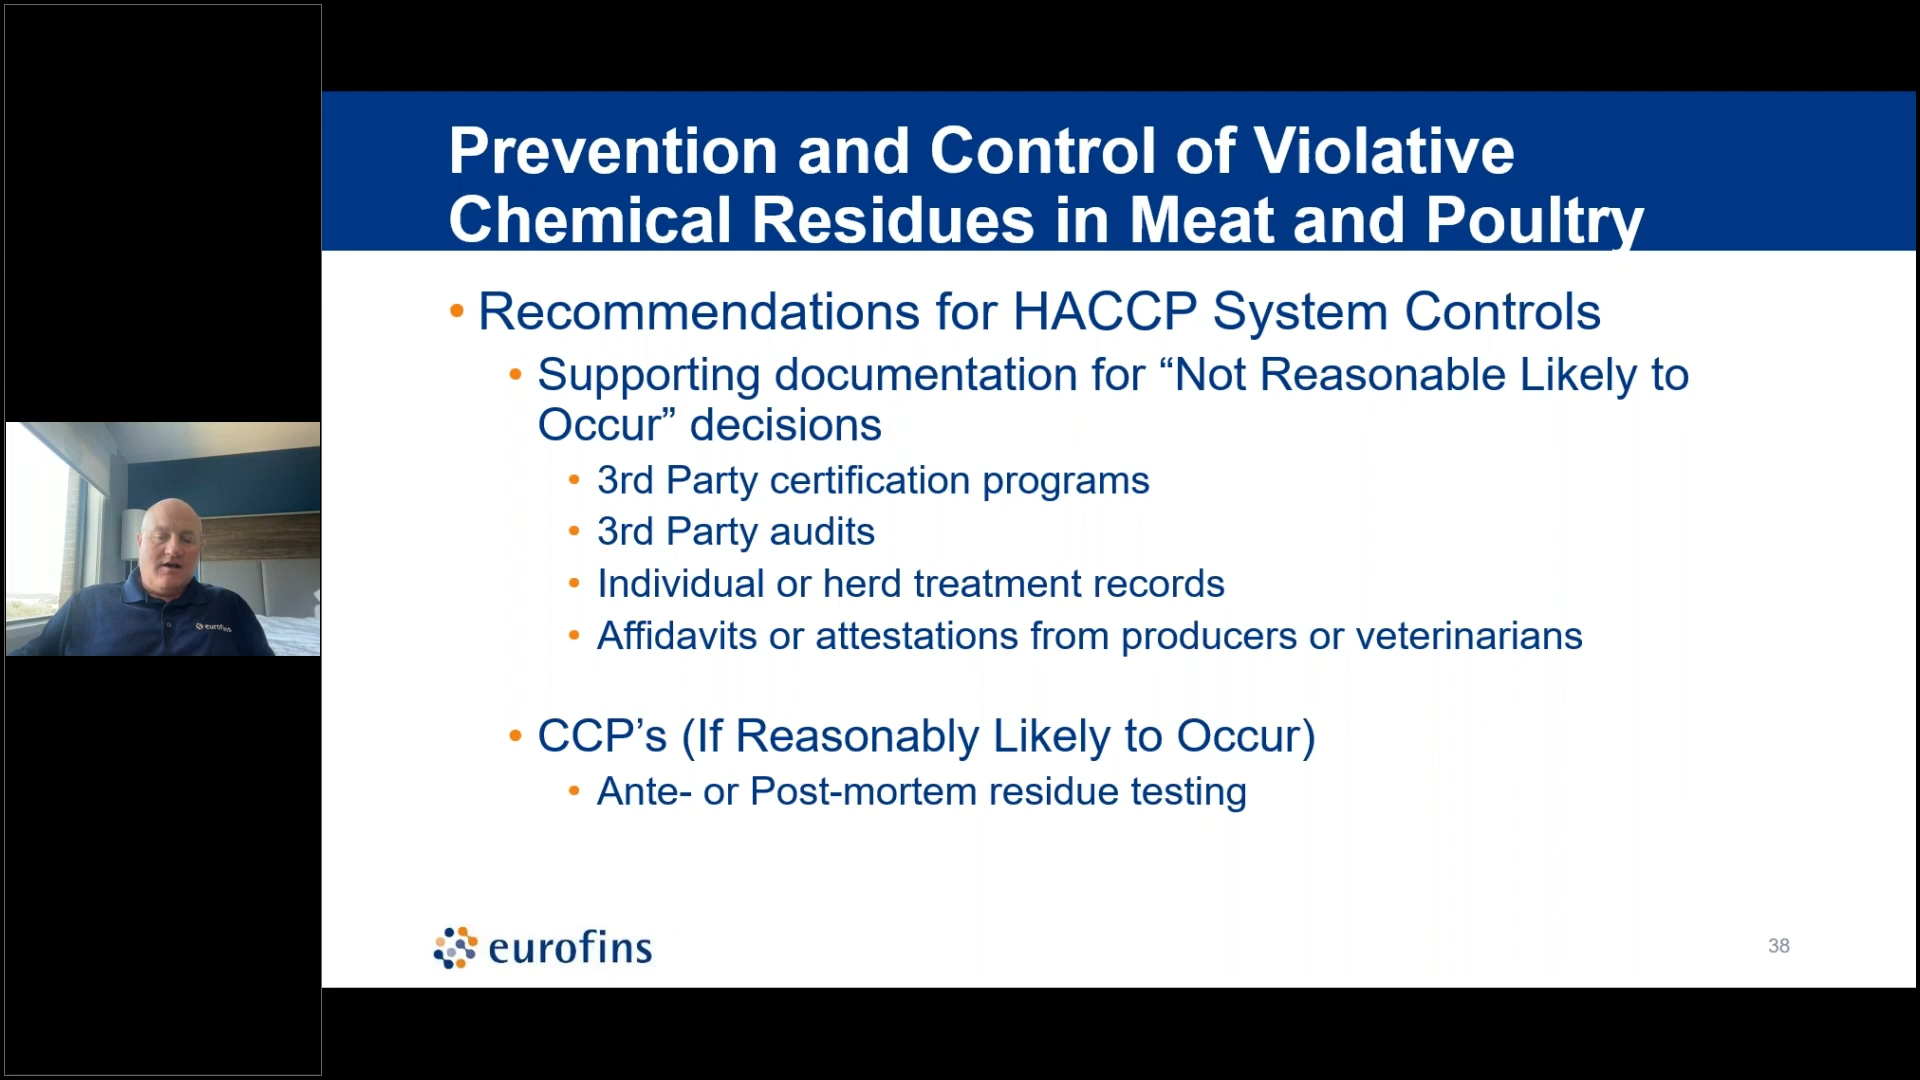 Prevention and Control of Violative
Chemical Residues in Meat and Poultry
• Recommendations for HACCP System Controls
• Supporting documentation for “Not Reasonable Likely to
Occur” decisions
• 3rd Party certification programs
• 3rd Party audits
• Individual or herd treatment records
• Affidavits or attestations from producers or veterinarians
• CCP’s (If Reasonably Likely to Occur)
• Ante- or Post-mortem residue testing
eurofins
38
eurofins